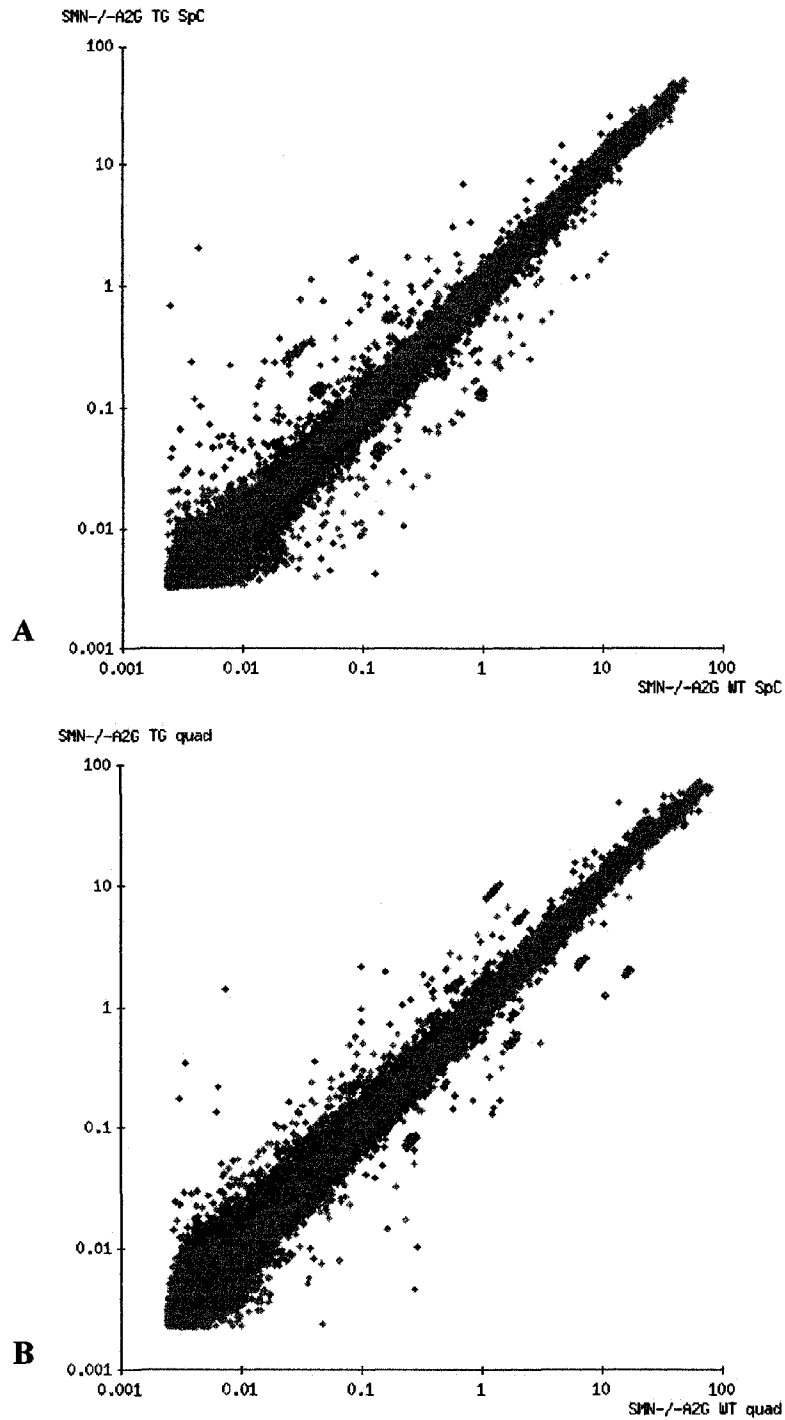 SMN-/-A2G TG SpC
100
10
1
0.1
0.01
A
0.001
0.001 0.01 0.1 1 10 100
SMN-/-A2G WT SpC
SMN-/-A2G TG quad
100
10
1
0.1
0.01
B
0.001
0.001 0.01 0.1 1 10 100
SMN-/-A2G WT quad